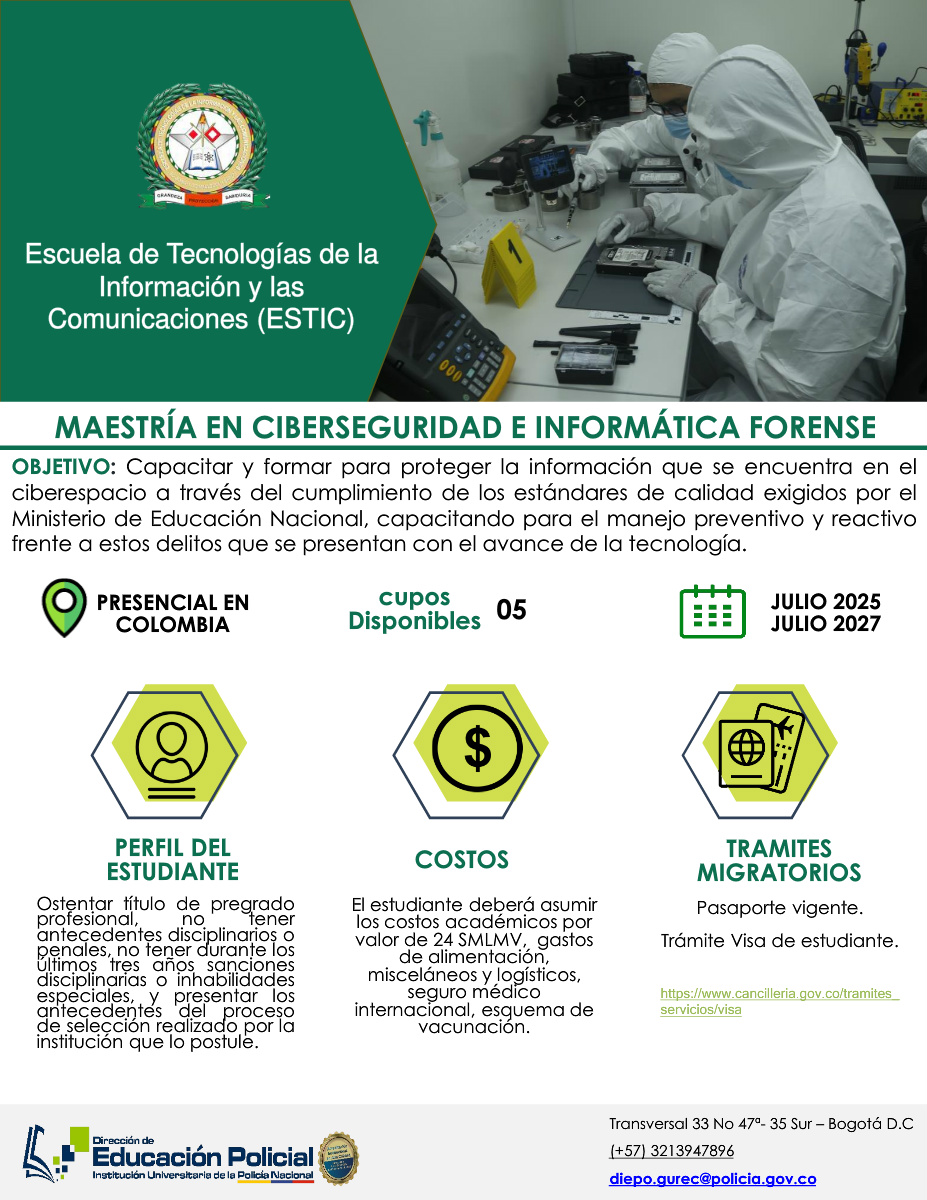 GRANDEZA PROTECCIÓN SABIDURÍA
Escuela de Tecnologías de la
Información y las
Comunicaciones (ESTIC)
1
MAESTRÍA EN CIBERSEGURIDAD E INFORMÁTICA FORENSE
OBJETIVO: Capacitar y formar para proteger la información que se encuentra en el
ciberespacio a través del cumplimiento de los estándares de calidad exigidos por el
Ministerio de Educación Nacional, capacitando para el manejo preventivo y reactivo
frente a estos delitos que se presentan con el avance de la tecnología.
PRESENCIAL EN
COLOMBIA
cupos
Disponibles 05
JULIO 2025
JULIO 2027
$
PERFIL DEL
ESTUDIANTE
Ostentar título de pregrado
profesional, no tener
antecedentes disciplinarios o
penales, no tener durante los
últimos tres años sanciones
disciplinarias o inhabilidades
especiales, y presentar los
antecedentes del proceso
de selección realizado por la
institución que lo postule.
COSTOS
El estudiante deberá asumir
los costos académicos por
valor de 24 SMLMV, gastos
de alimentación,
misceláneos y logísticos,
seguro médico
internacional, esquema de
vacunación.
TRAMITES
MIGRATORIOS
Pasaporte vigente.
Trámite Visa de estudiante.
https://www.cancilleria.gov.co/tramites_
servicios/visa
Dirección de
Educación Policial
Institución Universitaria de la Policía Nacional
Transversal 33 No 47ª- 35 Sur – Bogotá D.C
(+57) 3213947896
diepo.gurec@policia.gov.co